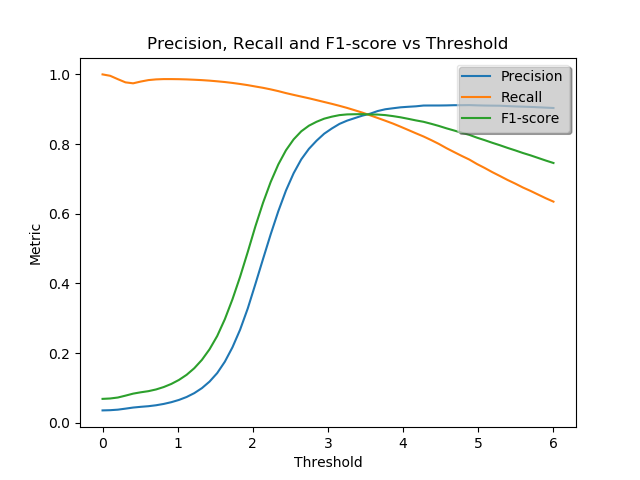 Precision, Recall and F1-score vs Threshold
Precision
Recall
F1-score
Metric
1.0
0.8
0.6
0.4
0.2
0.0
0 1 2 3 4 5 6
Threshold